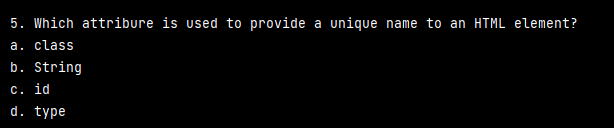 5. Which attribure is used to provide a unique name to an HTML element?
a. class
b. String
c. id
d. type